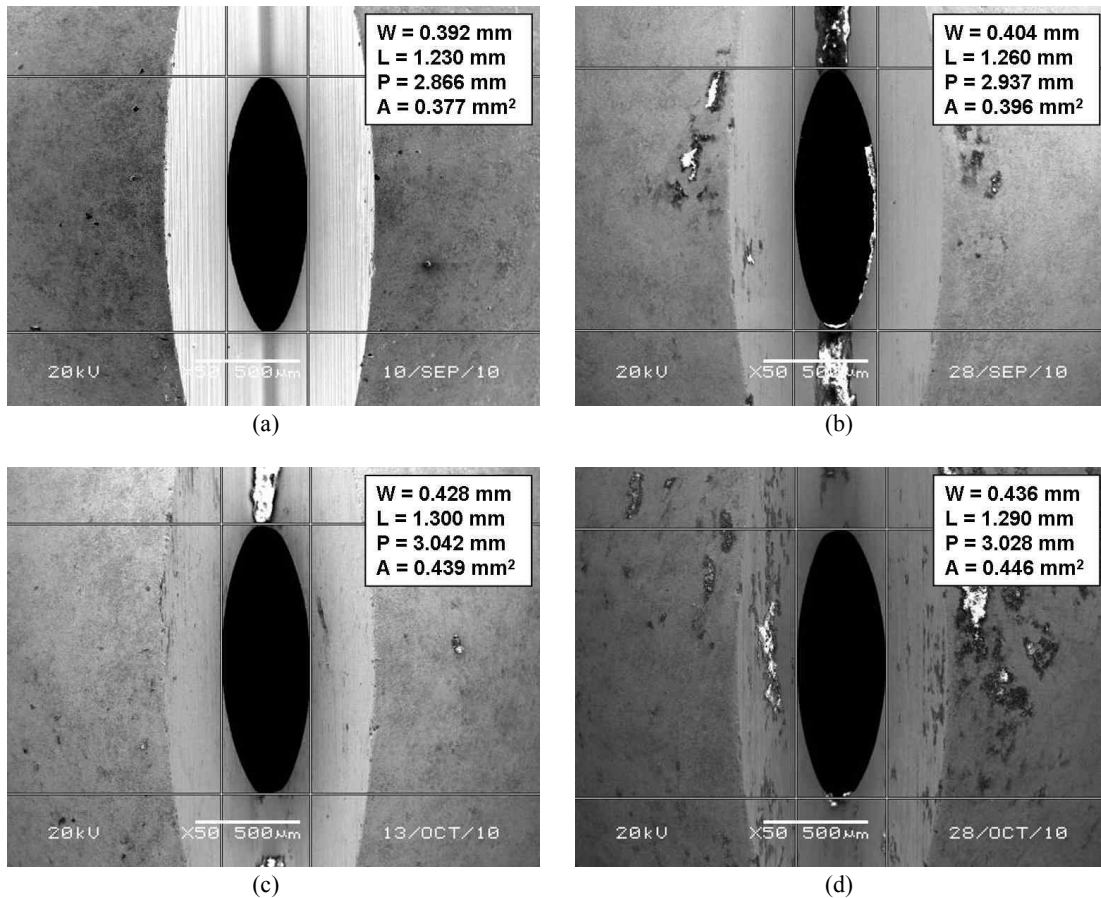 W = 0.392 mm
L = 1.230 mm
P = 2.866 mm
A = 0.377 mm²
20kV X50 500µm 10/SEP/10
(a)
W = 0.404 mm
L = 1.260 mm
P = 2.937 mm
A = 0.396 mm²
20kV X50 500µm 28/SEP/10
(b)
W = 0.428 mm
L = 1.300 mm
P = 3.042 mm
A = 0.439 mm²
20kV X50 500µm 13/OCT/10
(c)
W = 0.436 mm
L = 1.290 mm
P = 3.028 mm
A = 0.446 mm²
20kV X50 500µm 28/OCT/10
(d)